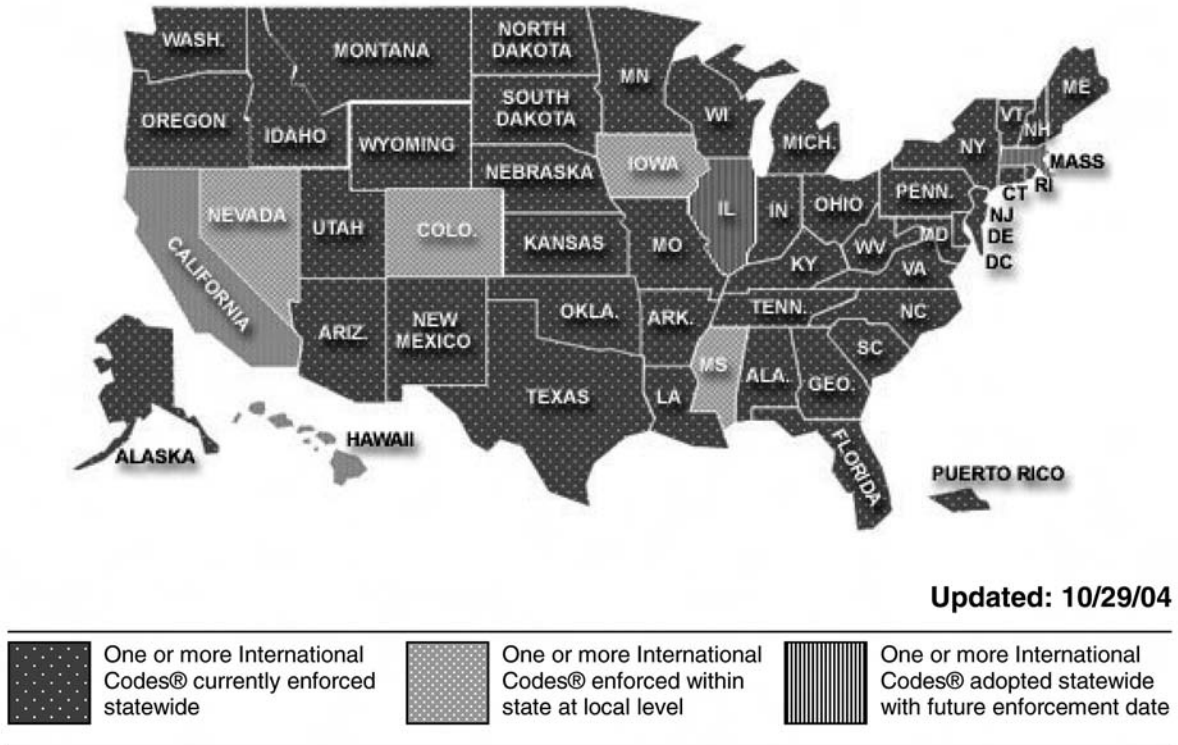 WASH.
MONTANA
NORTH
DAKOTA
MN
ME
OREGON
IDAHO
WYOMING
SOUTH
DAKOTA
WI
MICH.
VT
NH
NY
MASS
NEBRASKA
IOWA
PENN.
CT
RI
NEVADA
UTAH
COLO.
KANSAS
MO
IL
IN
OHIO
WV
MD
NJ
DE
DC
KY
VA
CALIFORNIA
ARIZ.
NEW
MEXICO
OKLA.
ARK.
TENN.
NC
SC
TEXAS
LA
MS
ALA.
GEO.
FLORIDA
ALASKA
HAWAII
PUERTO RICO
Updated: 10/29/04
One or more International
Codes® currently enforced
statewide
One or more International
Codes® enforced within
state at local level
One or more International
Codes® adopted statewide
with future enforcement date